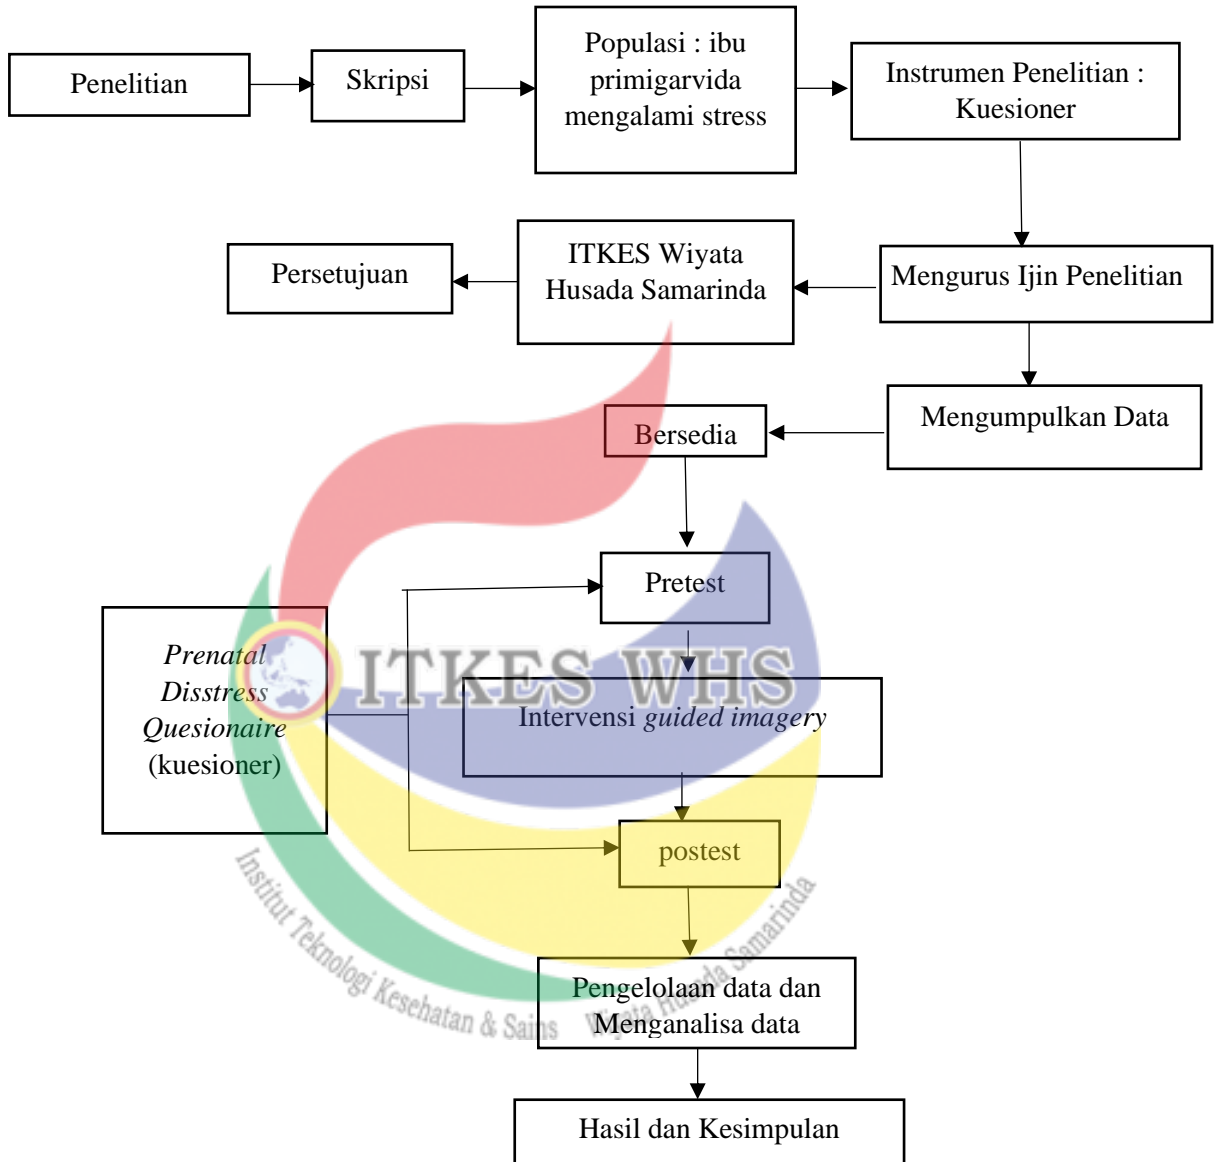 Penelitian
Skripsi
Populasi : ibu
primigarvida
mengalami stress
Instrumen Penelitian :
Kuesioner
Persetujuan
ITKES Wiyata
Husada Samarinda
Mengurus Ijin Penelitian
Bersedia
Mengumpulkan Data
Pretest
Prenatal
Disstress
Quesionaire
(kuesioner)
ITKES WHS
Intervensi guided imagery
postest
Institut Teknologi Kesehatan & Sains Wiyata Husada Samarinda
Pengelolaan data dan
Menganalisa data
Hasil dan Kesimpulan